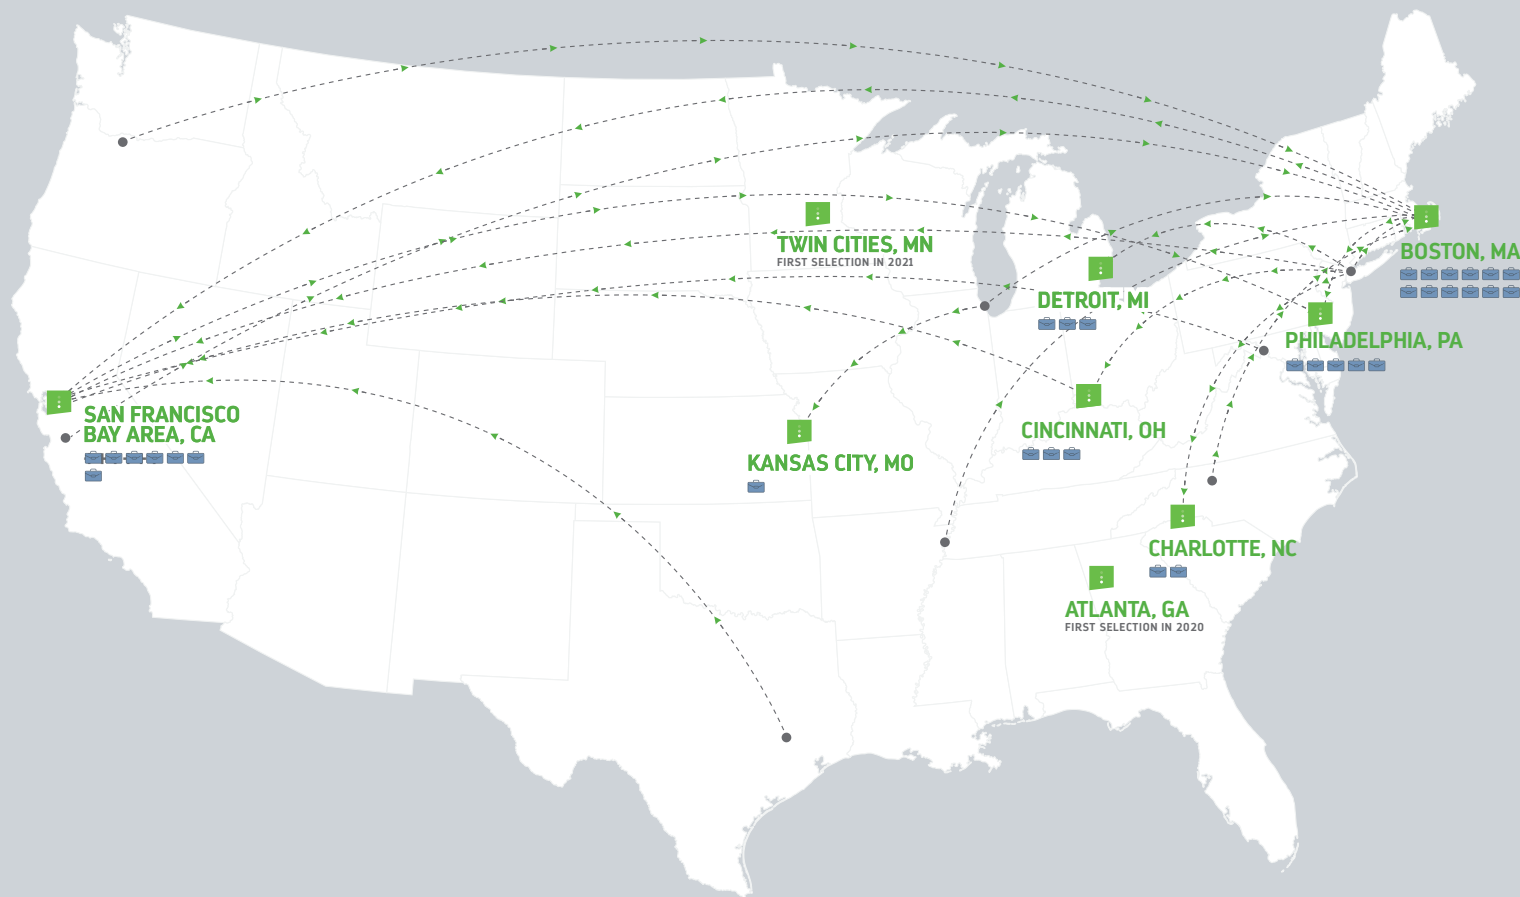 TWIN CITIES, MN
FIRST SELECTION IN 2021
BOSTON, MA
DETROIT, MI
PHILADELPHIA, PA
SAN FRANCISCO
BAY AREA, CA
CINCINNATI, OH
KANSAS CITY, MO
CHARLOTTE, NC
ATLANTA, GA
FIRST SELECTION IN 2020